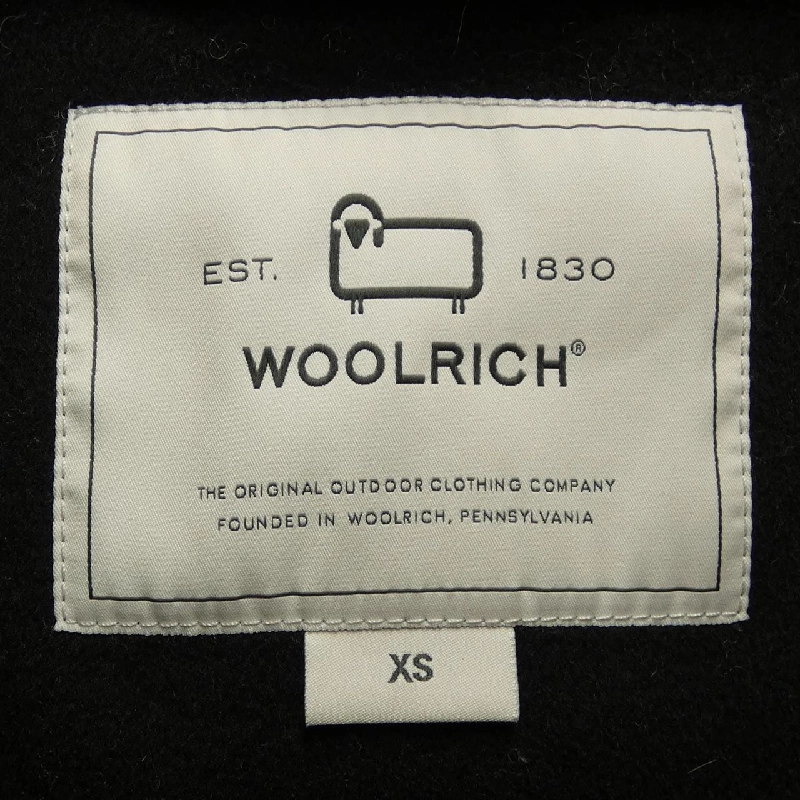 EST. 1830
WOOLRICH®
THE ORIGINAL OUTDOOR CLOTHING COMPANY
FOUNDED IN WOOLRICH, PENNSYLVANIA
XS